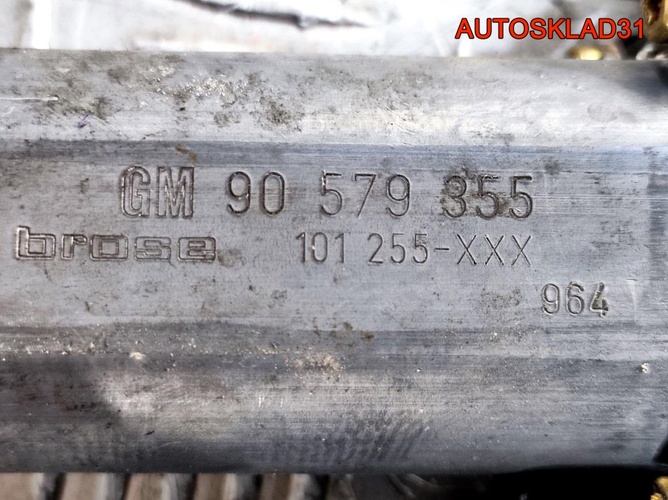 AUTOSKLAD31
GM 90 579 355
brose 101 255-XXX
964